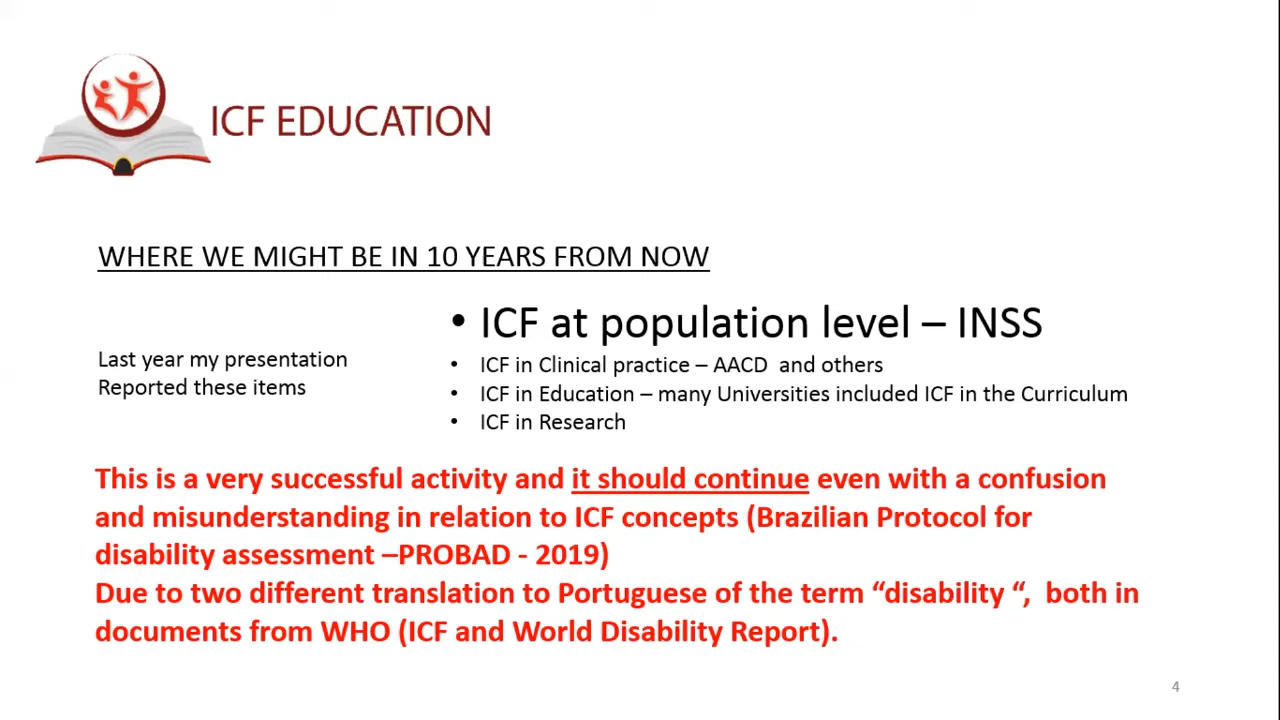 ICF EDUCATION
WHERE WE MIGHT BE IN 10 YEARS FROM NOW
Last year my presentation
Reported these items
• ICF at population level – INSS
• ICF in Clinical practice – AACD and others
• ICF in Education – many Universities included ICF in the Curriculum
• ICF in Research
This is a very successful activity and it should continue even with a confusion
and misunderstanding in relation to ICF concepts (Brazilian Protocol for
disability assessment –PROBAD - 2019)
Due to two different translation to Portuguese of the term “disability “, both in
documents from WHO (ICF and World Disability Report).
4